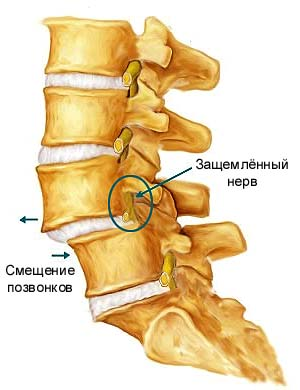 Защемлённый
нерв
Смещение
позвонков